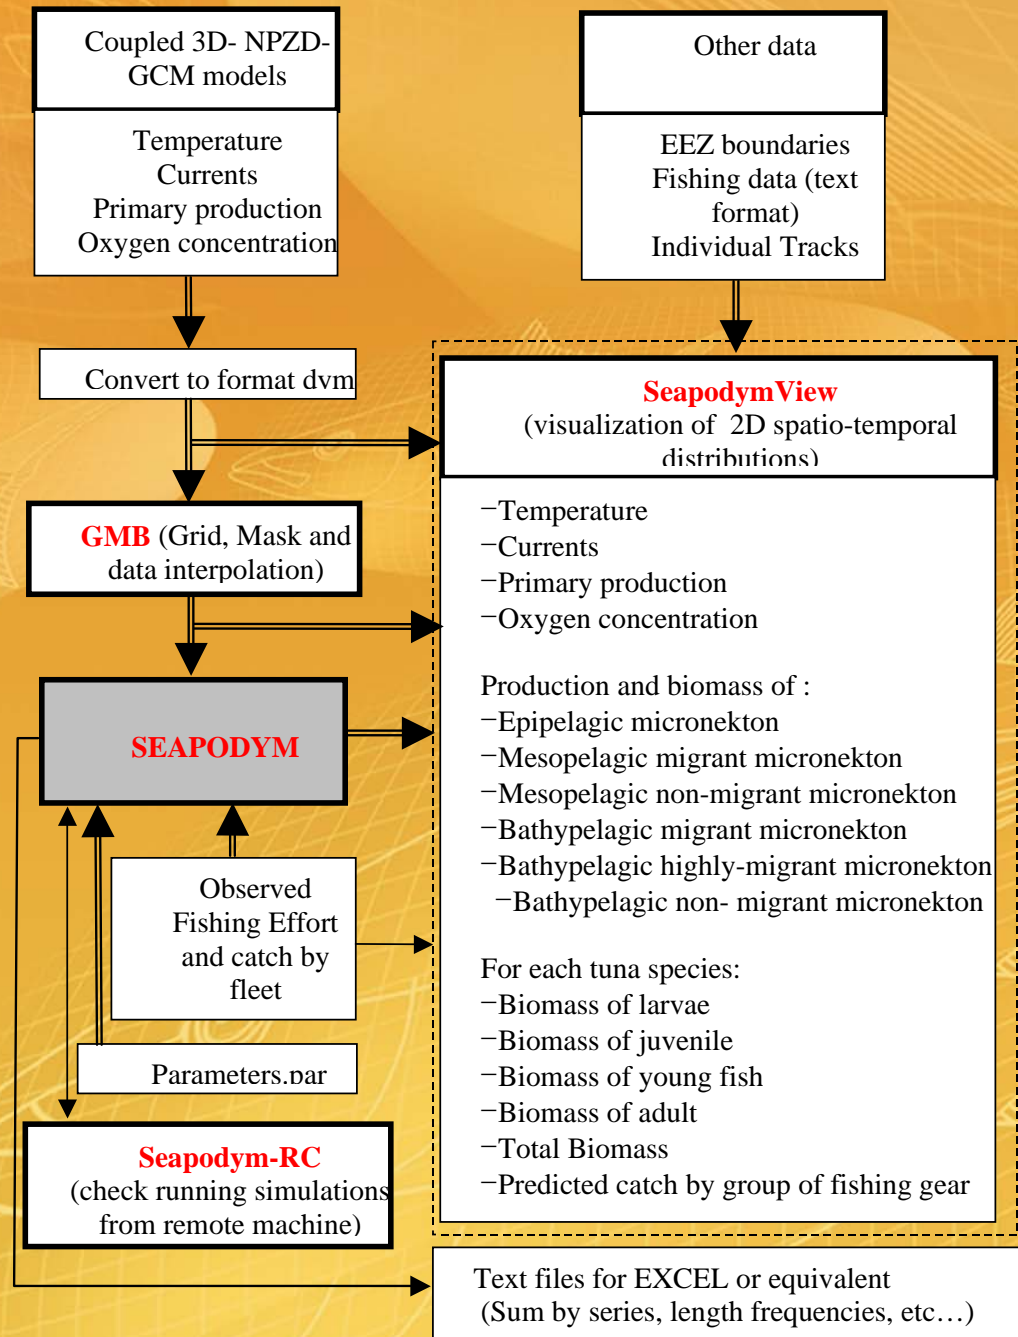 Coupled 3D- NPZD-
GCM models
Temperature
Currents
Primary production
Oxygen concentration
Other data
EEZ boundaries
Fishing data (text
format)
Individual Tracks
Convert to format dym
SeapodymView
(visualization of 2D spatio-temporal
distributions)
GMB (Grid, Mask and
data interpolation)
SEAPODYM
Observed
Fishing Effort
and catch by
fleet
Parameters.par
Seapodym-RC
(check running simulations
from remote machine)
−Temperature
−Currents
−Primary production
−Oxygen concentration
Production and biomass of :
−Epipelagic micronekton
−Mesopelagic migrant micronekton
−Mesopelagic non-migrant micronekton
−Bathypelagic migrant micronekton
−Bathypelagic highly-migrant micronekton
−Bathypelagic non- migrant micronekton
For each tuna species:
−Biomass of larvae
−Biomass of juvenile
−Biomass of young fish
−Biomass of adult
−Total Biomass
−Predicted catch by group of fishing gear
Text files for EXCEL or equivalent
(Sum by series, length frequencies, etc…)